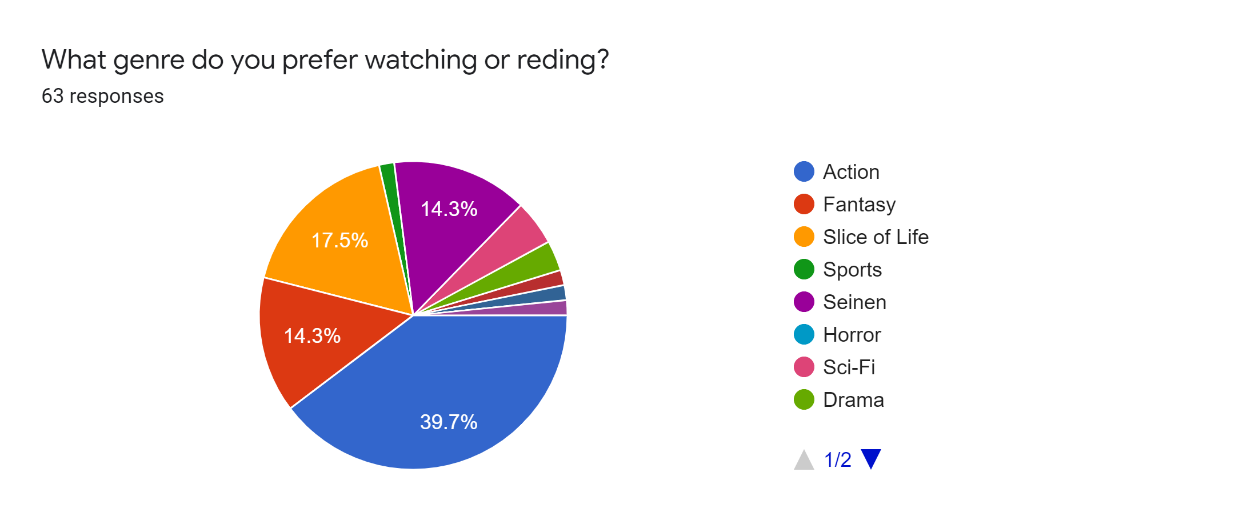 What genre do you prefer watching or reding?
63 responses
14.3%
17.5%
14.3%
39.7%
Action
Fantasy
Slice of Life
Sports
Seinen
Horror
Sci-Fi
Drama
1/2